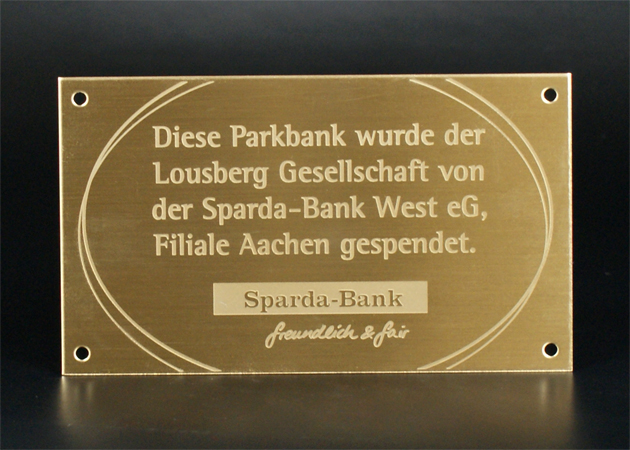 Diese Parkbank wurde der
Lousberg Gesellschaft von
der Sparda-Bank West eG,
Filiale Aachen gespendet.
Sparda-Bank
freundlich & fair